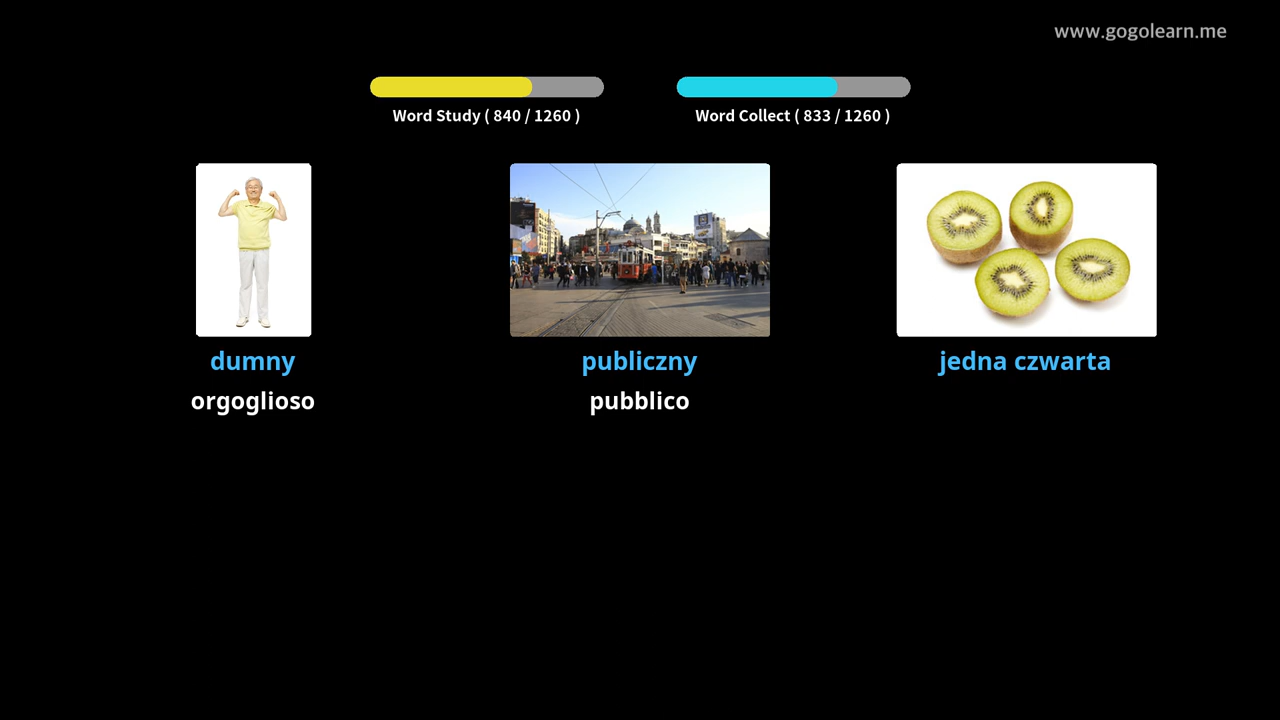 www.gogolearn.me
Word Study ( 840 / 1260 )
Word Collect ( 833 / 1260 )
dumny
publiczny
jedna czwarta
orgoglioso
pubblico